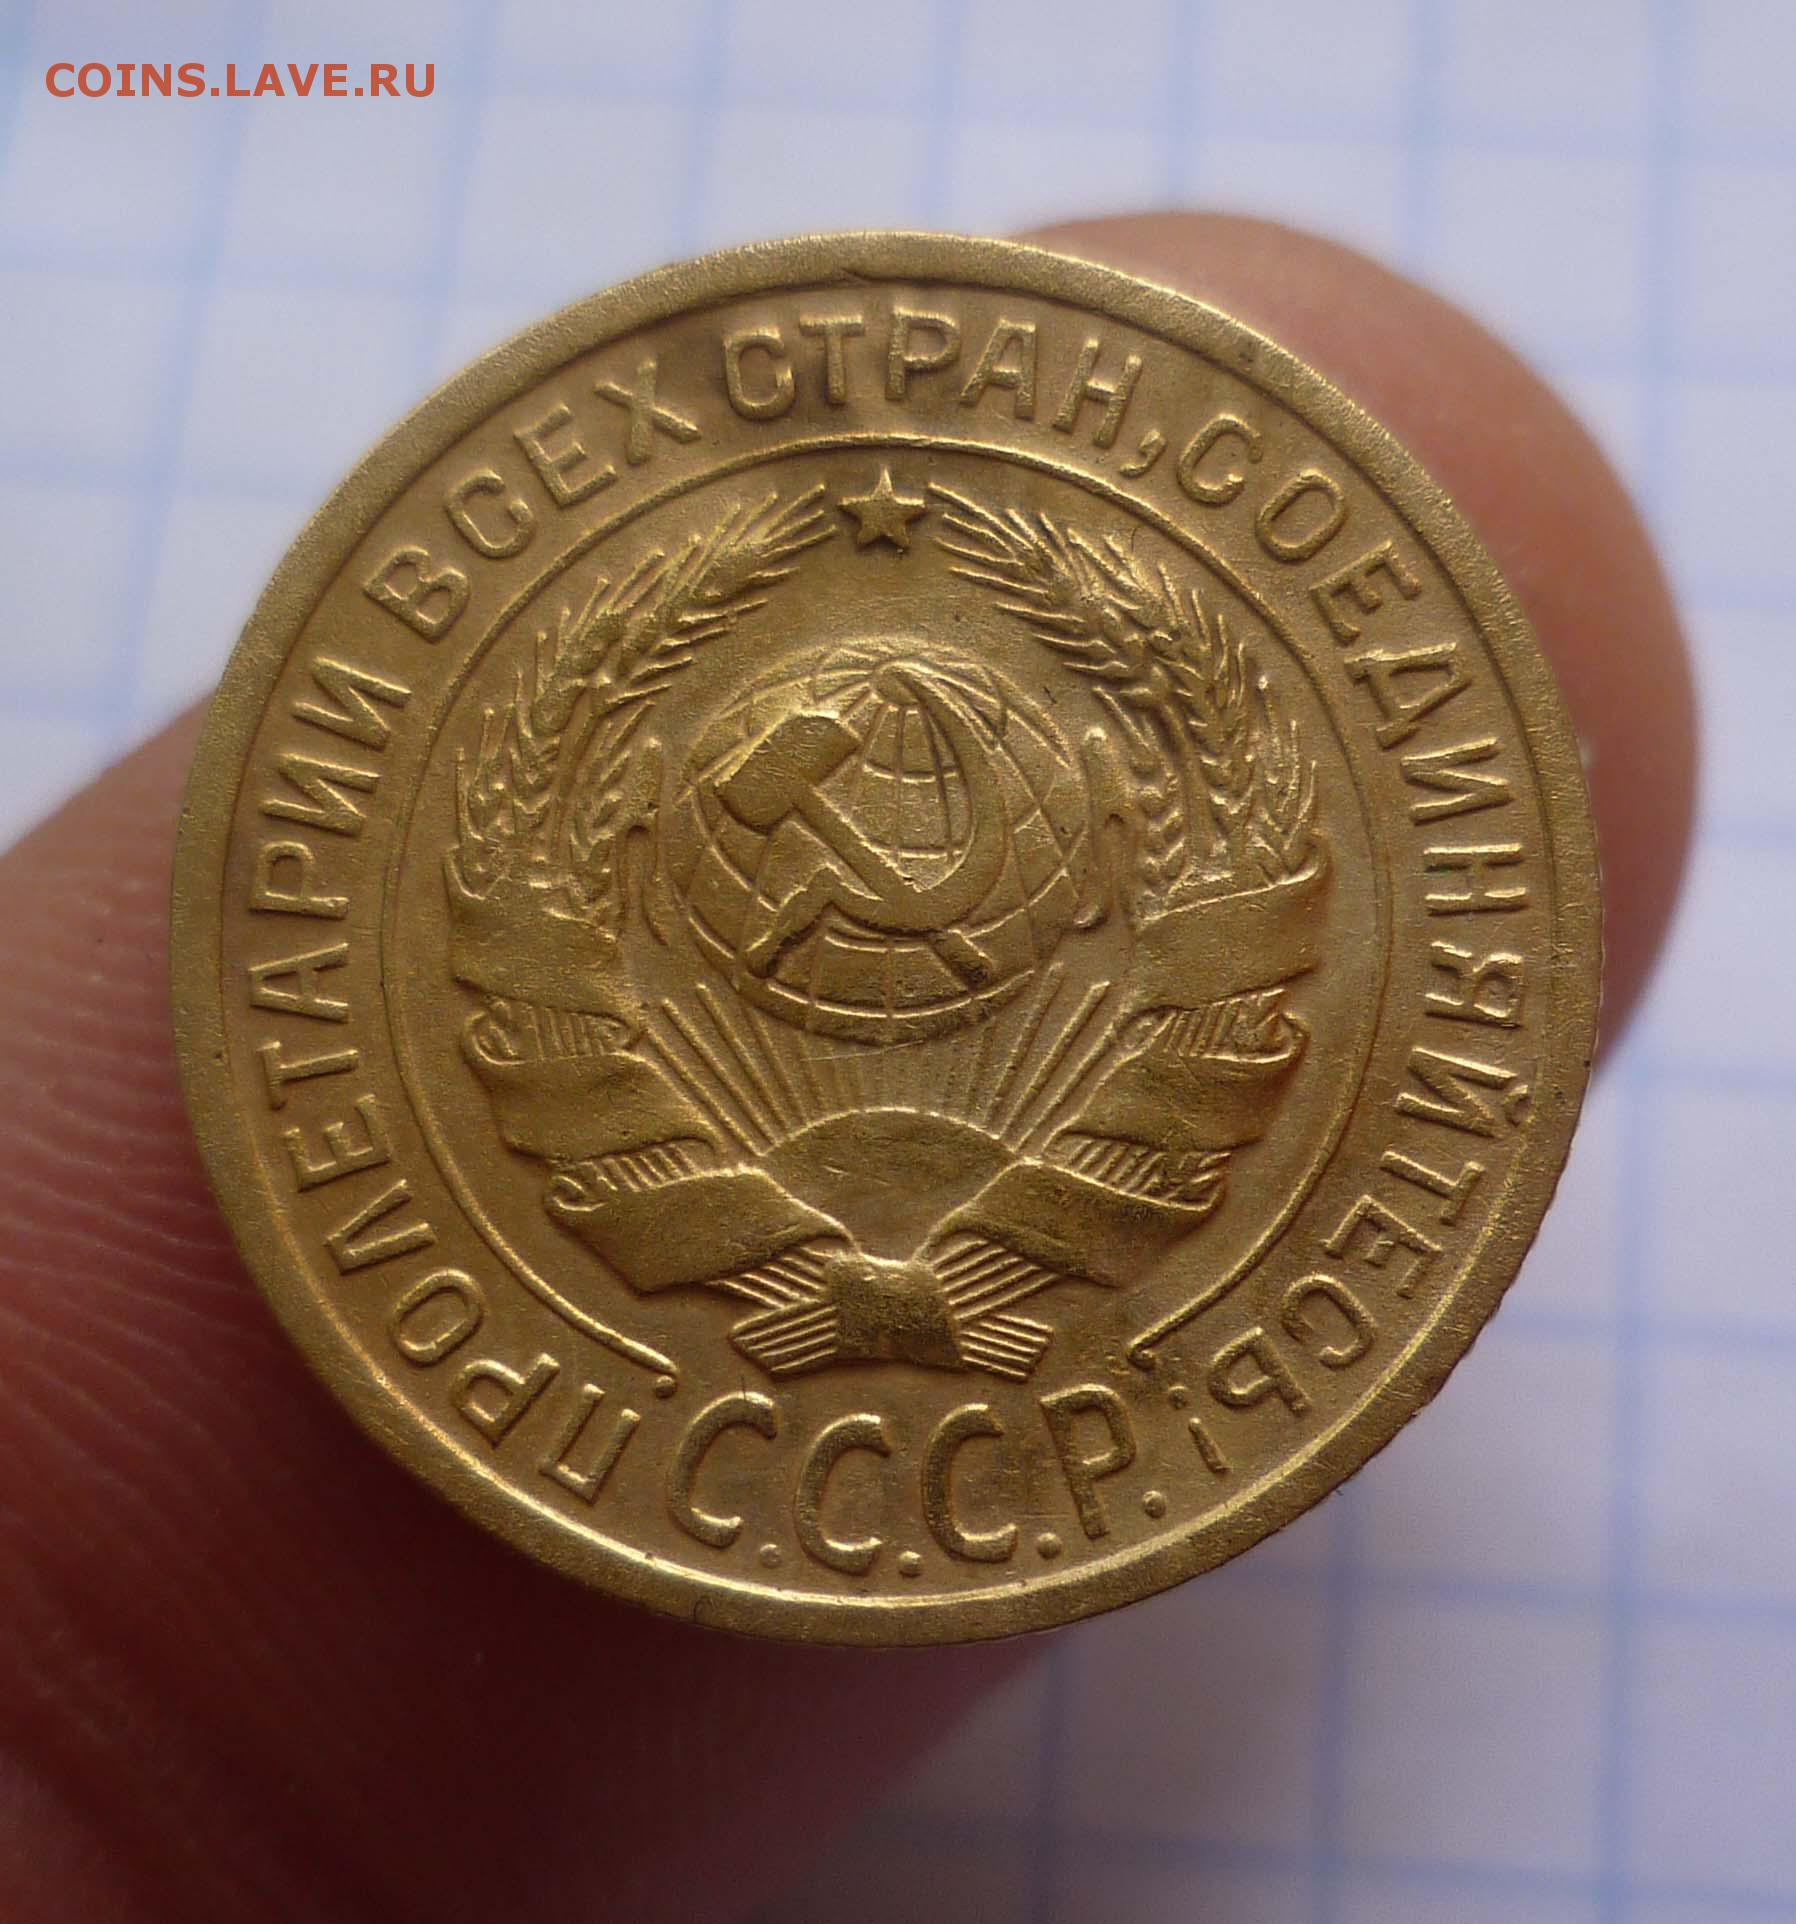 COINS.LAVE.RU
ПРОЛЕТАРИИ ВСЕХ СТРАН, СОЕДИНЯЙТЕСЬ!
С.С.С.Р.